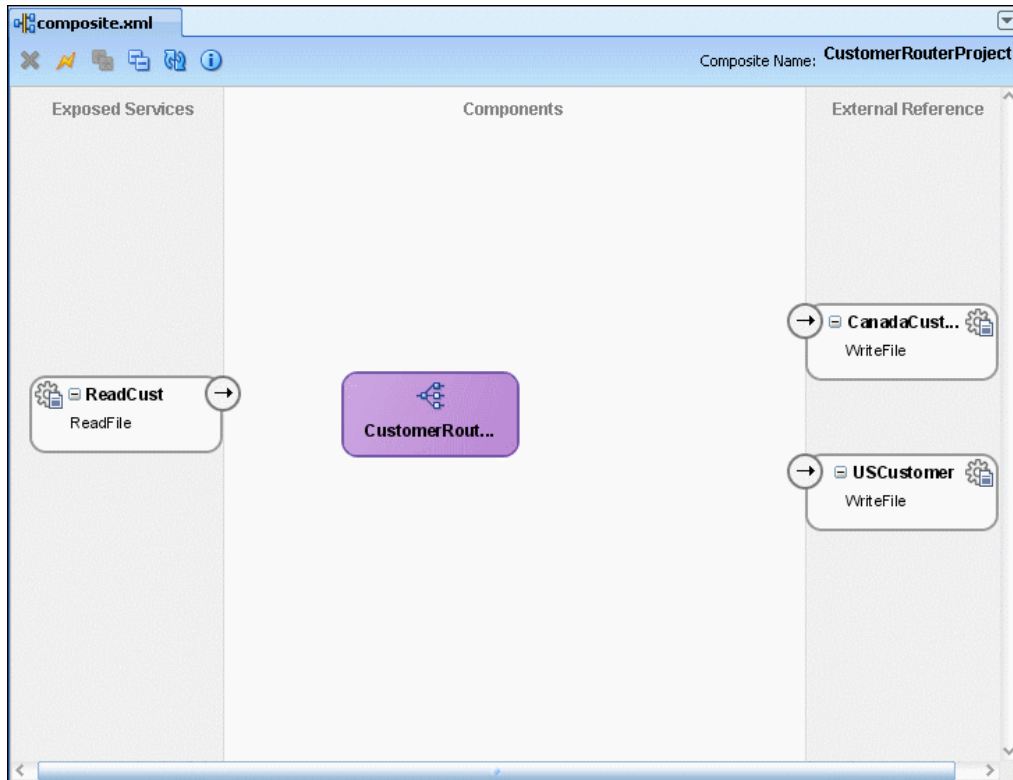 composite.xml
Composite Name: CustomerRouterProject
Exposed Services
Components
External Reference
CanadaCust...
WriteFile
ReadCust
ReadFile
CustomerRout...
USCustomer
WriteFile